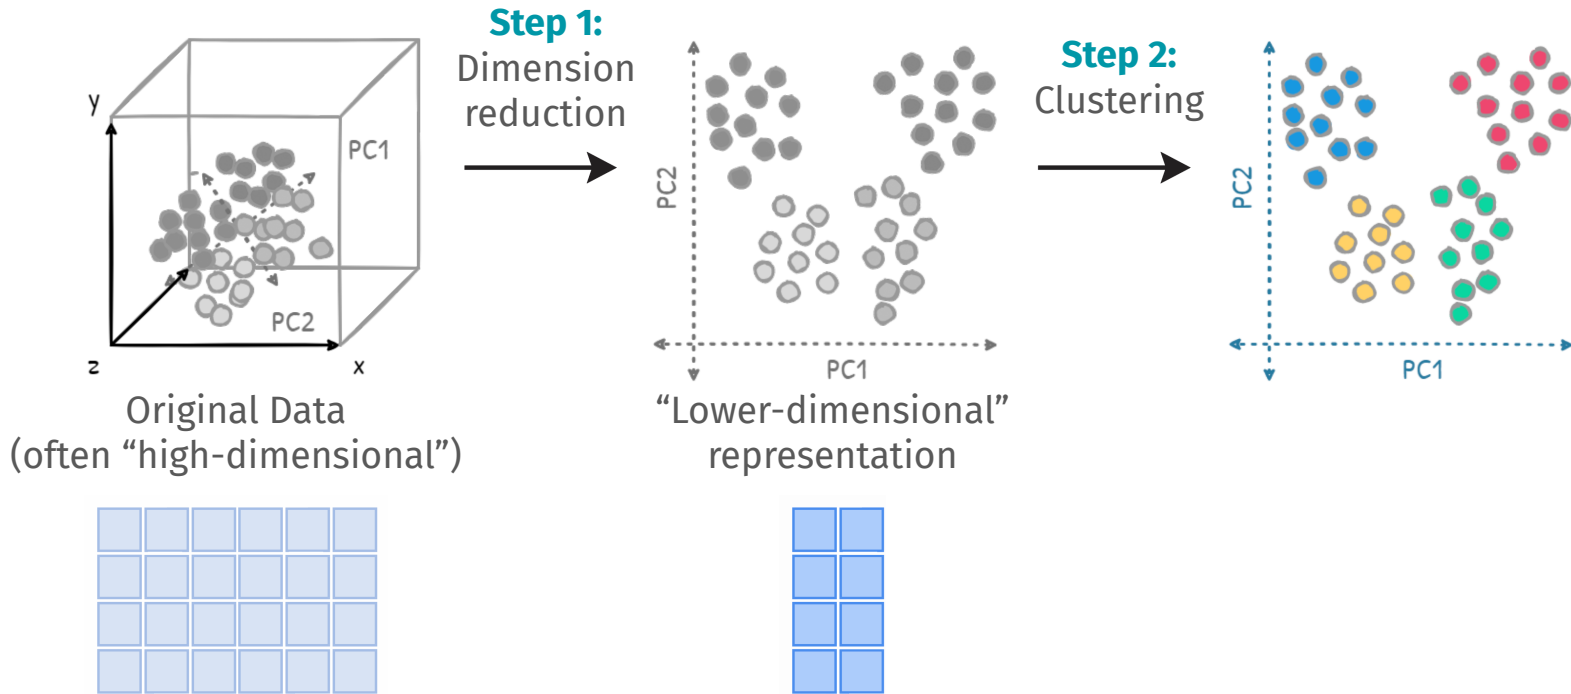 Step 1:
Dimension
reduction
Step 2:
Clustering
y
PC1
PC2
z
x
PC2
PC1
PC2
PC1
Original Data
(often “high-dimensional”)
“Lower-dimensional”
representation